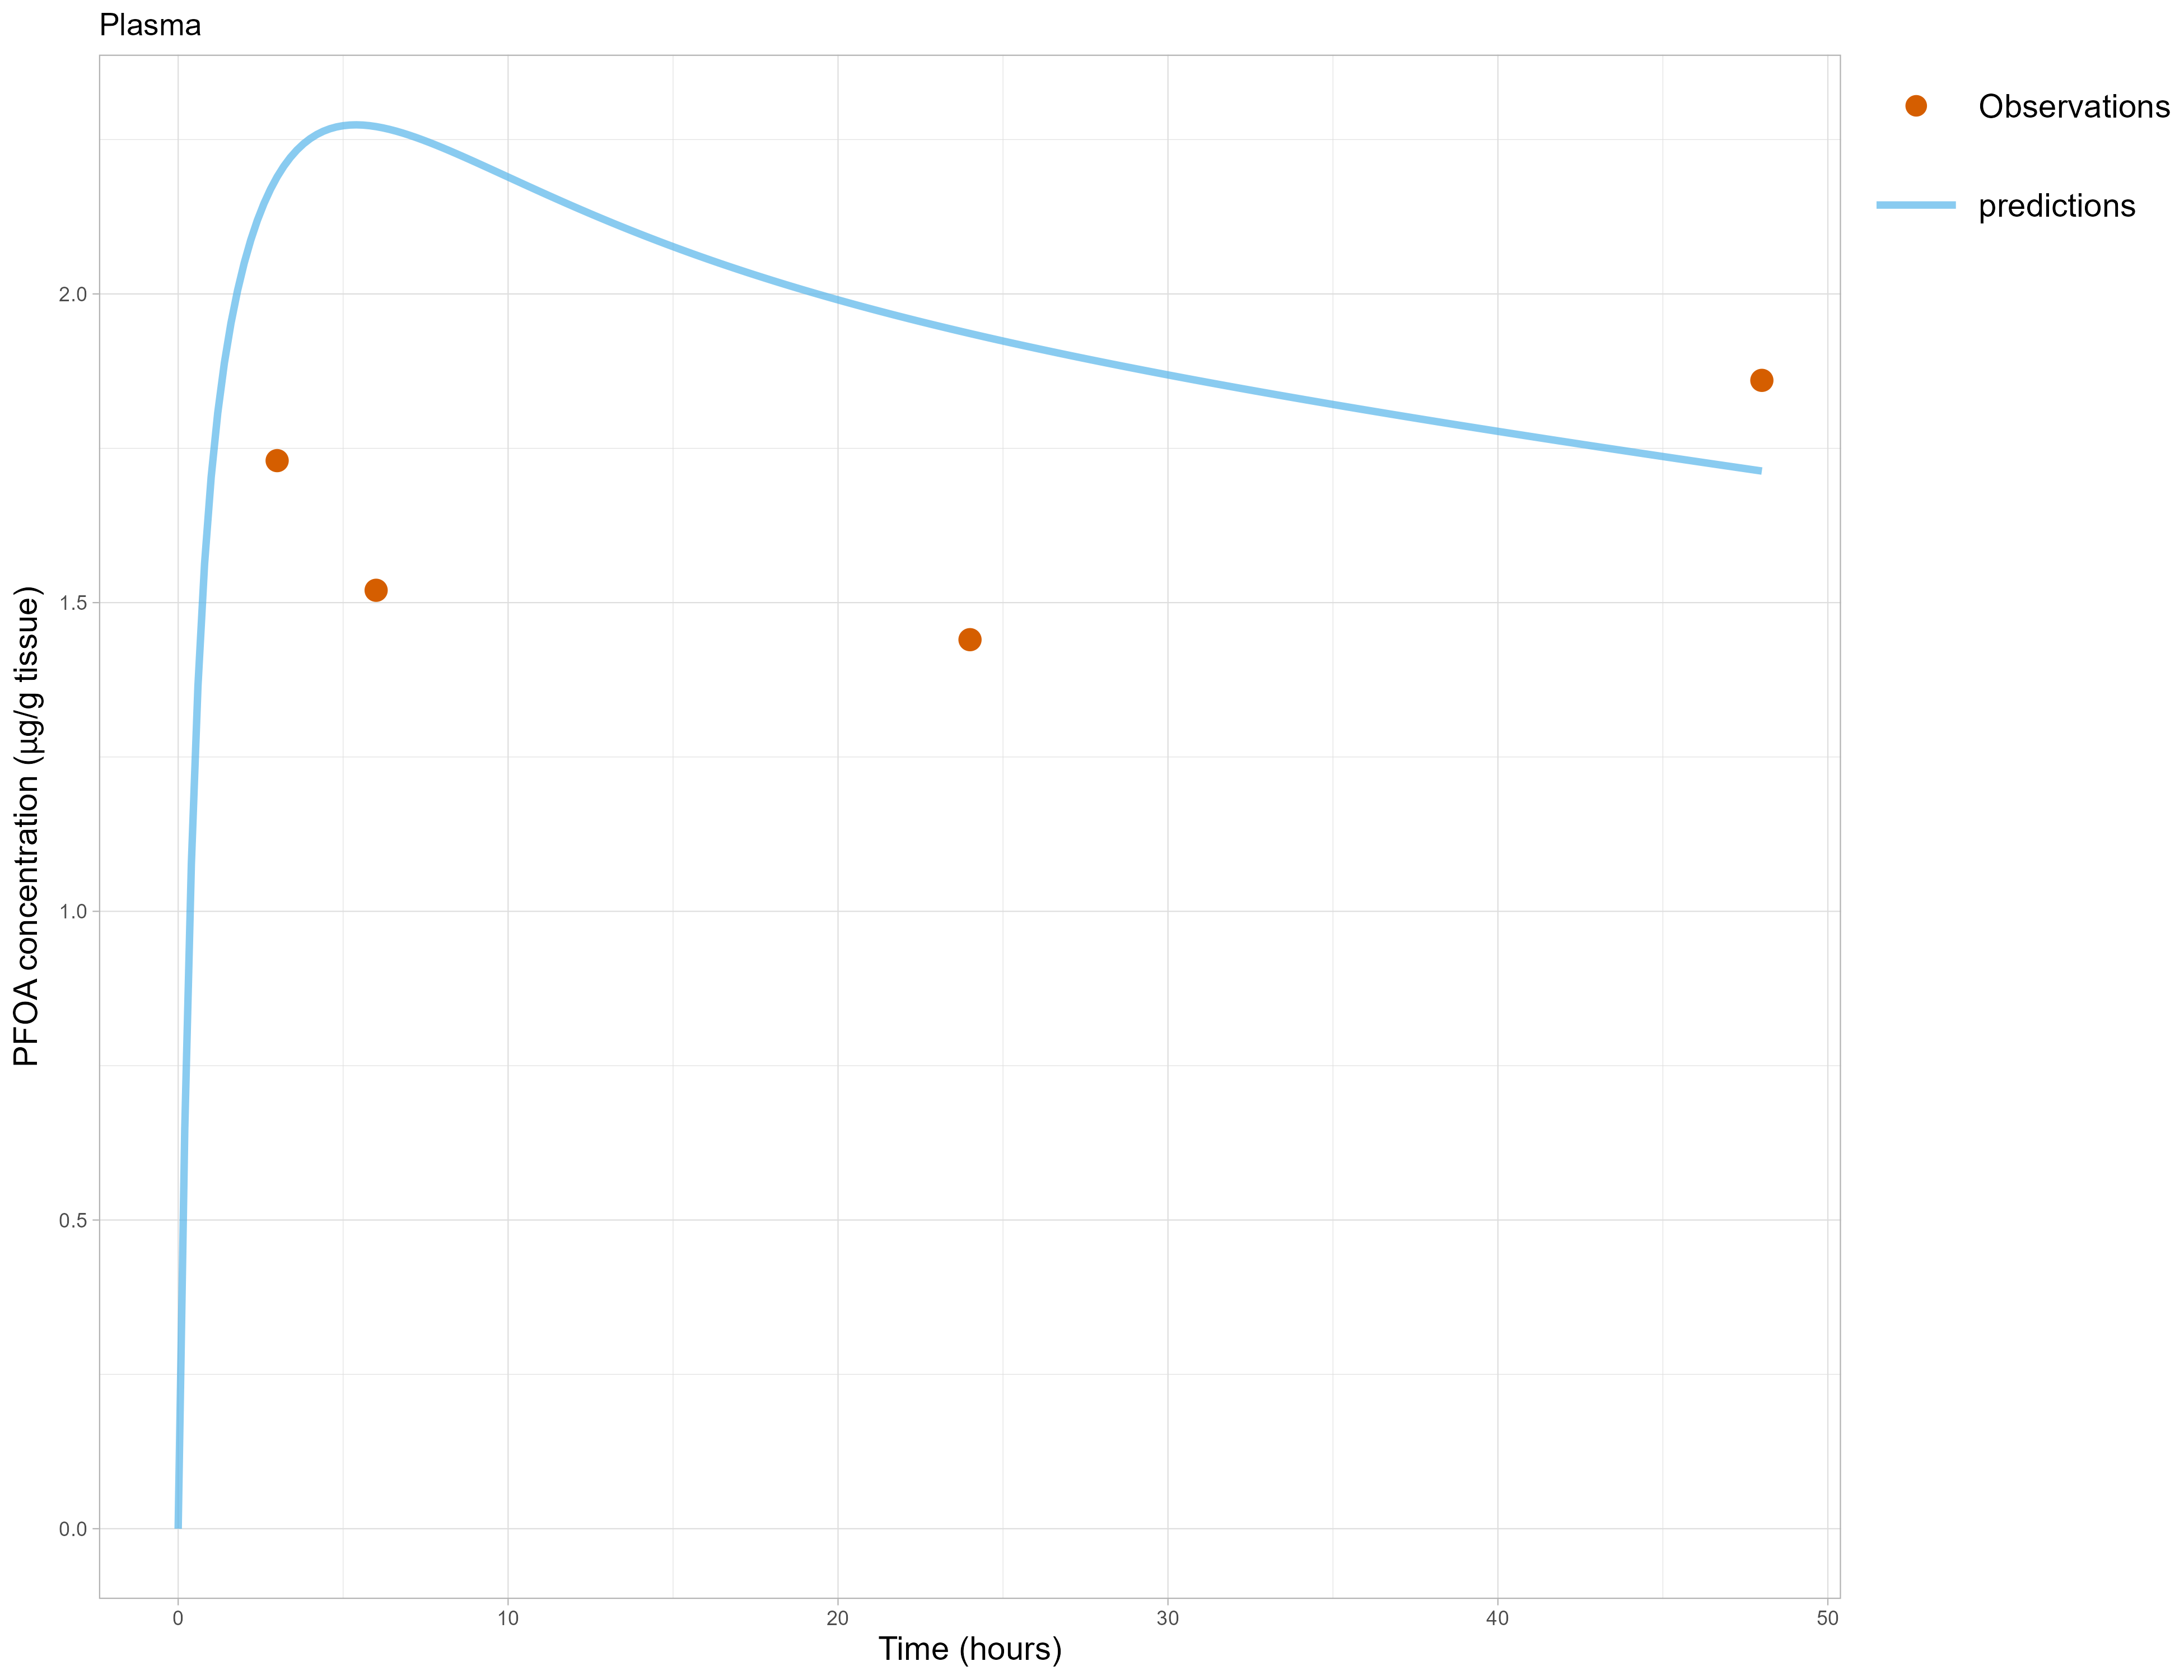 Plasma
Observations
predictions
PFOA concentration (µg/g tissue)
2.0
1.5
1.0
0.5
0.0
0 10 20 30 40 50
Time (hours)